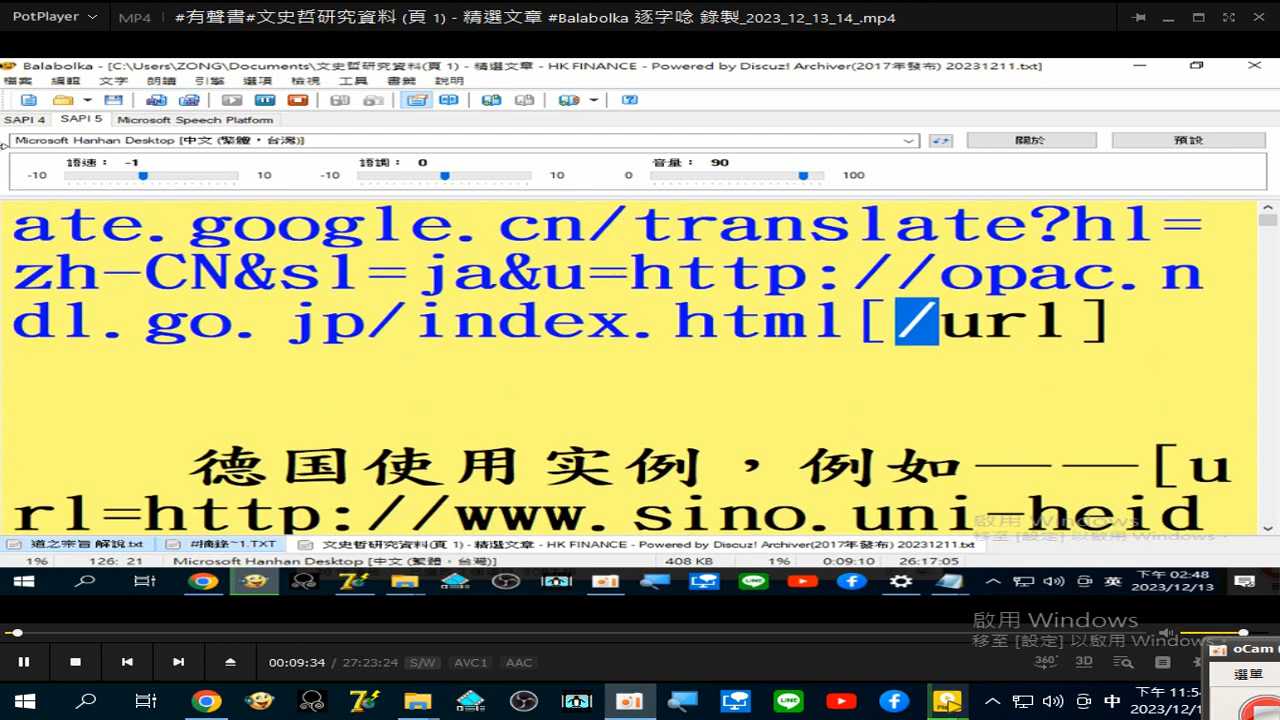 PotPlayer MP4 #有聲書#文史哲研究資料 (頁 1) - 精選文章 #Balabolka 逐字唸 錄製_2023_12_13_14_.mp4
Balabolka - [C:\Users\ZONG\Documents\文史哲研究資料(頁 1) - 精選文章 - HK FINANCE - Powered by Discuz! Archiver(2017年發布) 20231211.txt]
檔案 編輯 文字 朗讀 引擎 選項 檢視 工具 書籤 說明
SAPI 4 SAPI 5 Microsoft Speech Platform
Microsoft Hanhan Desktop [中文 (繁體，台灣)] 關於 預設
語速： -1 語調： 0 音量： 90
-10 10 -10 10 0 100
ate.google.cn/translate?hl=
zh-CN&sl=ja&u=http://opac.n
dl.go.jp/index.html[/url]
德国使用实例，例如——[u
rl=http://www.sino.uni-heid
啟用 Windows
移至 [設定] 以啟用 Windows。
道之宗旨 解說.txt #摘錄~1.TXT 文史哲研究資料(頁 1) - 精選文章 - HK FINANCE - Powered by Discuz! Archiver(2017年發布) 20231211.txt
1% 126: 21 Microsoft Hanhan Desktop [中文 (繁體，台灣)] 408 KB 1% 0:09:10 26:17:05
英 下午 02:48
2023/12/13
啟用 Windows
移至 [設定] 以啟用 Windows。
oCam
00:09:34 / 27:23:24 S/W AVC1 AAC 360° 3D
選單
中 下午 11:54
2023/12/1